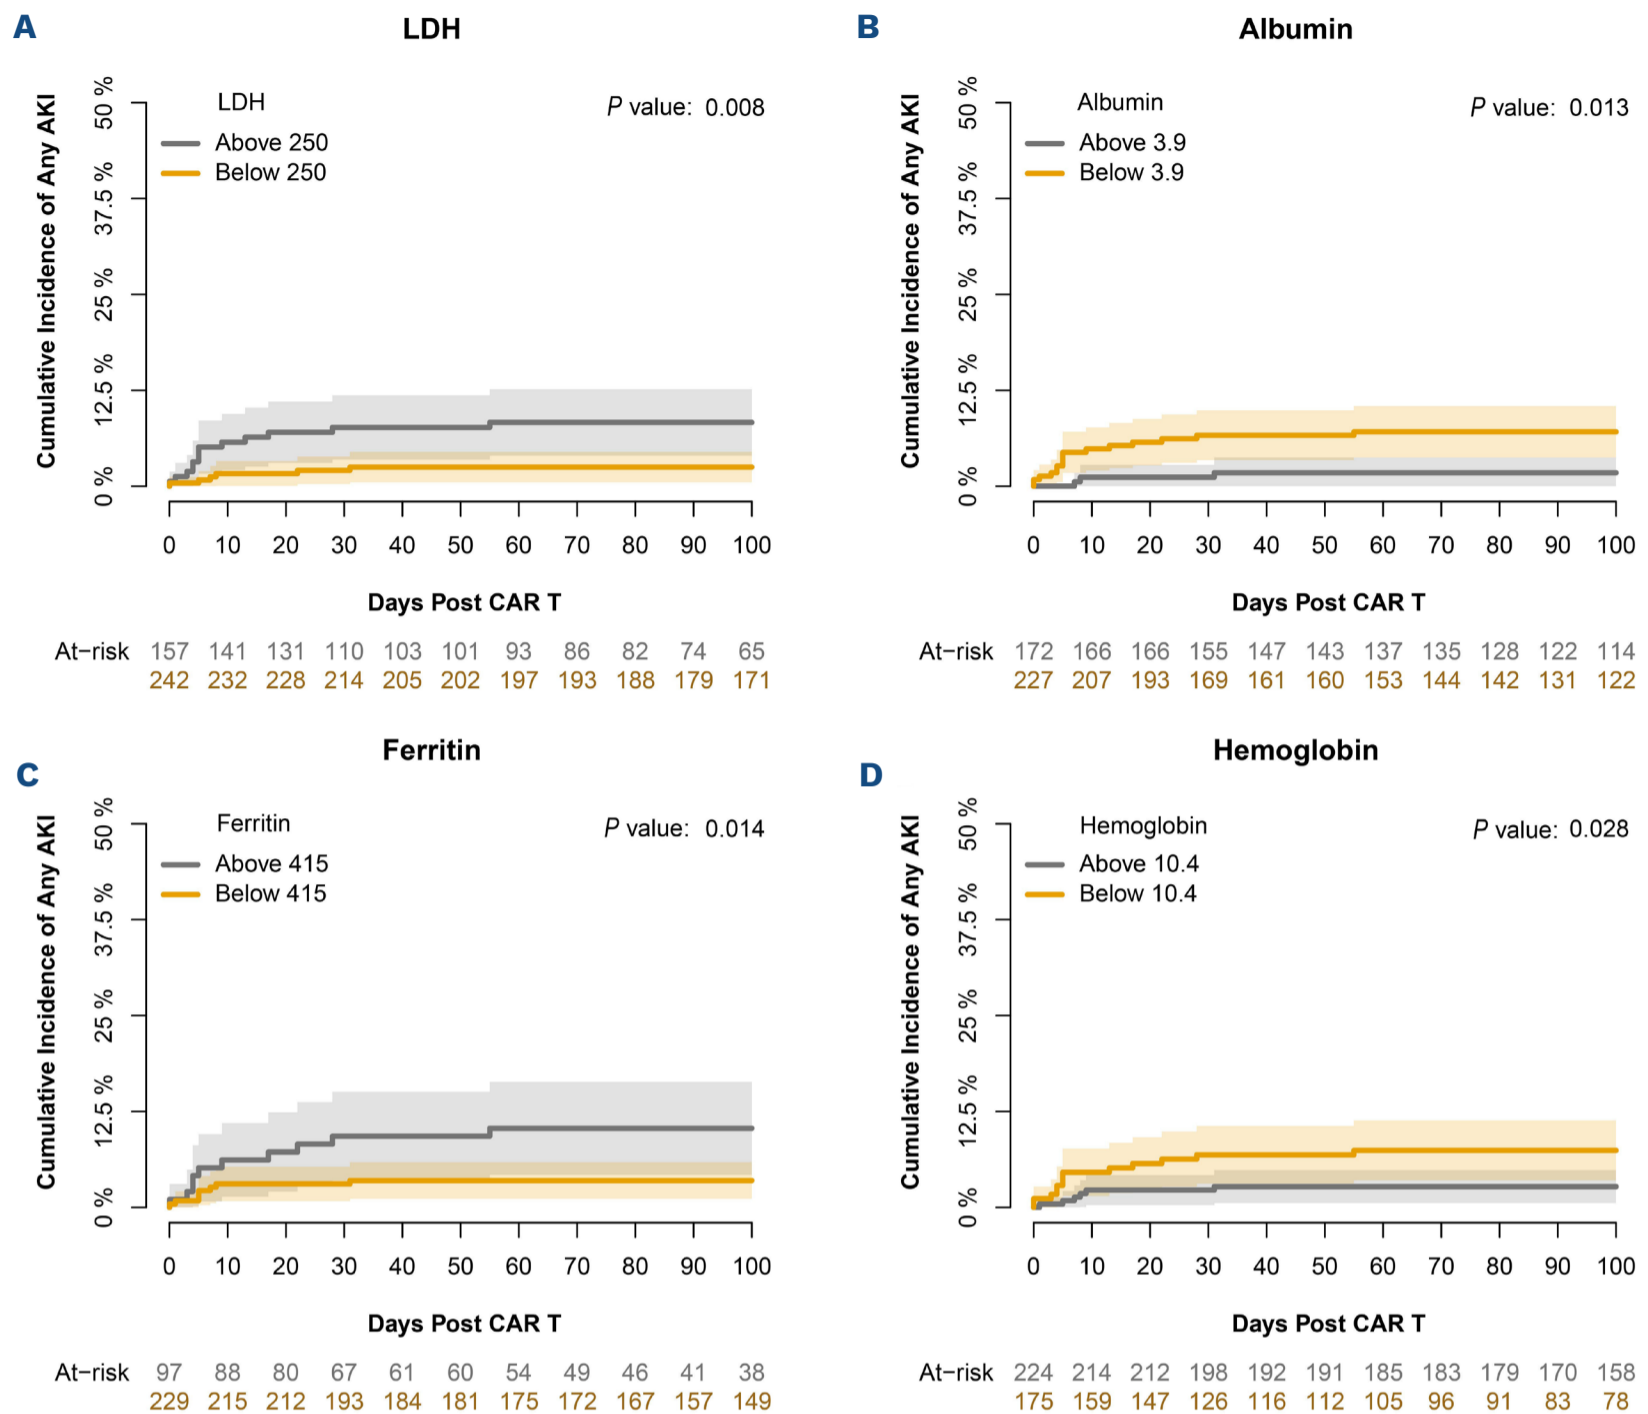 A
LDH
Cumulative Incidence of Any AKI
50 %
37.5 %
25 %
12.5 %
0 %
LDH
Above 250
Below 250
P value: 0.008
0 10 20 30 40 50 60 70 80 90 100
Days Post CAR T
At-risk 157 141 131 110 103 101 93 86 82 74 65
242 232 228 214 205 202 197 193 188 179 171
B
Albumin
Cumulative Incidence of Any AKI
50 %
37.5 %
25 %
12.5 %
0 %
Albumin
Above 3.9
Below 3.9
P value: 0.013
0 10 20 30 40 50 60 70 80 90 100
Days Post CAR T
At-risk 172 166 166 155 147 143 137 135 128 122 114
227 207 193 169 161 160 153 144 142 131 122
C
Ferritin
Cumulative Incidence of Any AKI
50 %
37.5 %
25 %
12.5 %
0 %
Ferritin
Above 415
Below 415
P value: 0.014
0 10 20 30 40 50 60 70 80 90 100
Days Post CAR T
At-risk 97 88 80 67 61 60 54 49 46 41 38
229 215 212 193 184 181 175 172 167 157 149
D
Hemoglobin
Cumulative Incidence of Any AKI
50 %
37.5 %
25 %
12.5 %
0 %
Hemoglobin
Above 10.4
Below 10.4
P value: 0.028
0 10 20 30 40 50 60 70 80 90 100
Days Post CAR T
At-risk 224 214 212 198 192 191 185 183 179 170 158
175 159 147 126 116 112 105 96 91 83 78